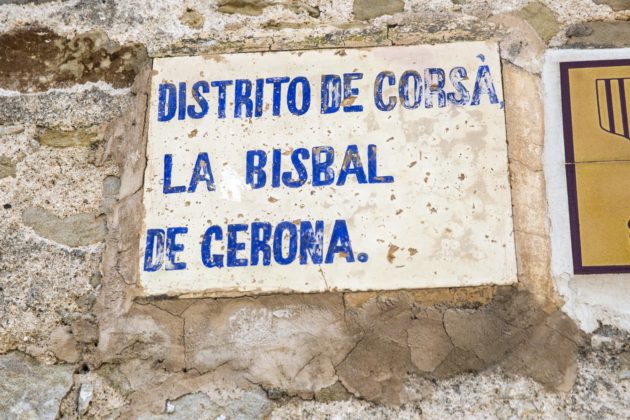 DISTRITO DE CORSÀ,
LA BISBAL
DE GERONA.